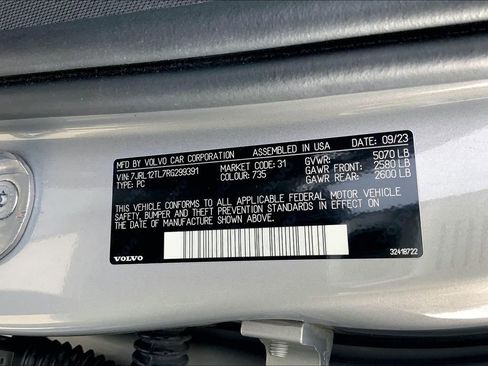 MFD BY VOLVO CAR CORPORATION ASSEMBLED IN USA DATE: 09/23
VIN: 7JRL12TL7RG299391 MARKET CODE: 31 GVWR: 5070 LB
TYPE: PC COLOUR: 735 GAWR FRONT: 2580 LB
GAWR REAR: 2600 LB
THIS VEHICLE CONFORMS TO ALL APPLICABLE FEDERAL MOTOR VEHICLE
SAFETY, BUMPER AND THEFT PREVENTION STANDARDS IN EFFECT ON
THE DATE OF MANUFACTURE SHOWN ABOVE.
VOLVO 32418722